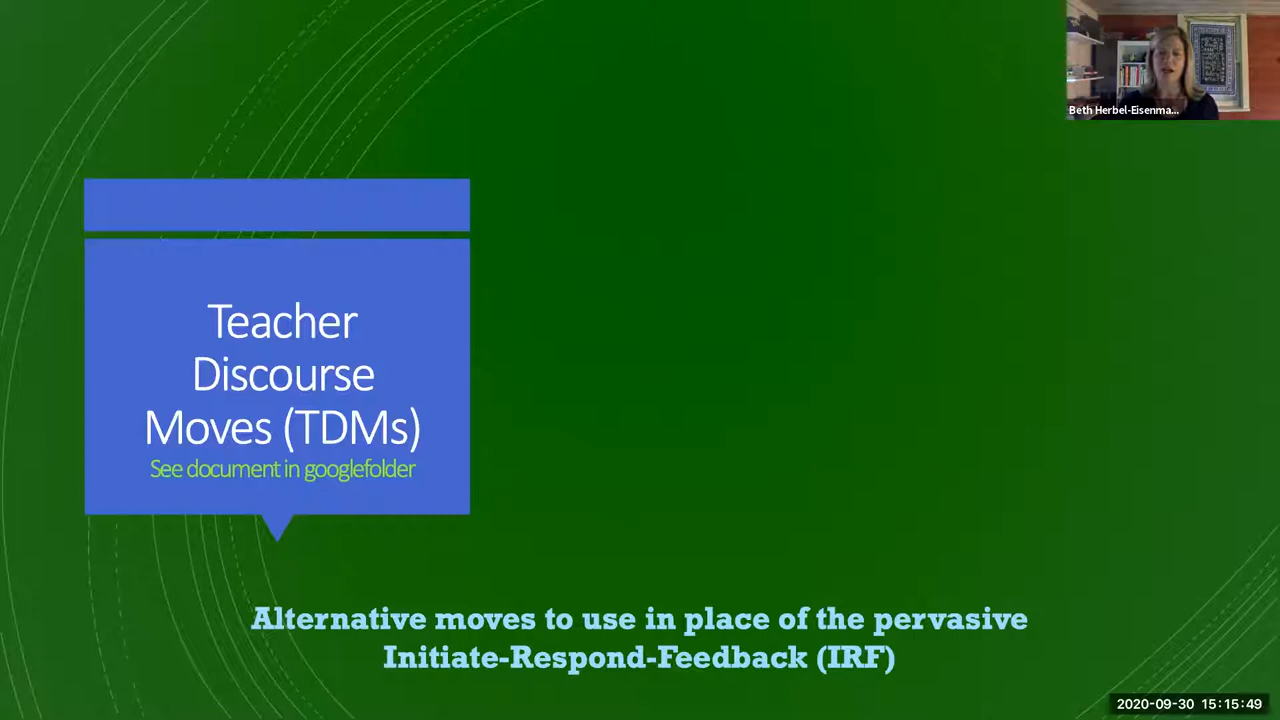 Beth Herbel-Eisenma...
Teacher
Discourse
Moves (TDMs)
See document in googlefolder
Alternative moves to use in place of the pervasive
Initiate-Respond-Feedback (IRF)
2020-09-30 15:15:49